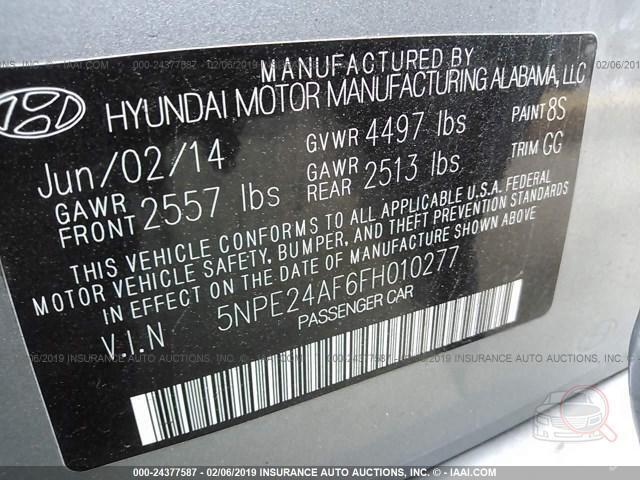 MANUFACTURED BY
HYUNDAI MOTOR MANUFACTURING ALABAMA, LLC
Jun/02/14 GVWR 4497 lbs PAINT 8S
GAWR FRONT 2557 lbs GAWR REAR 2513 lbs TRIM GG
THIS VEHICLE CONFORMS TO ALL APPLICABLE U.S.A. FEDERAL
MOTOR VEHICLE SAFETY, BUMPER, AND THEFT PREVENTION STANDARDS
IN EFFECT ON THE DATE OF MANUFACTURE SHOWN ABOVE
V.I.N 5NPE24AF6FH010277
PASSENGER CAR
000-24377587 - 02/06/2019 INSURANCE AUTO AUCTIONS, INC. - © - IAAI.COM